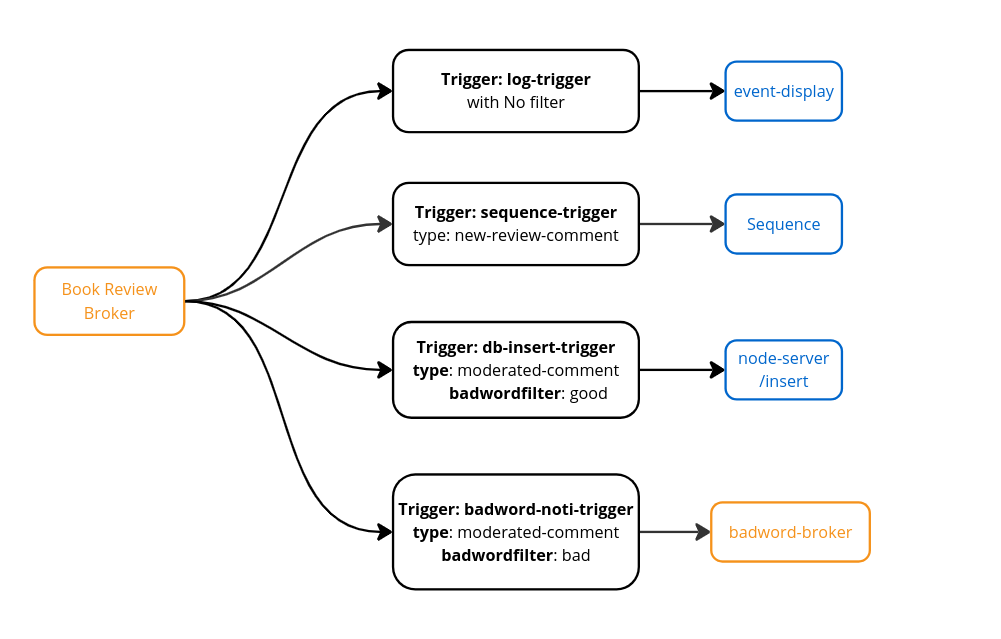 Trigger: log-trigger
with No filter
event-display
Trigger: sequence-trigger
type: new-review-comment
Sequence
Book Review
Broker
Trigger: db-insert-trigger
type: moderated-comment
badwordfilter: good
node-server
/insert
Trigger: badword-noti-trigger
type: moderated-comment
badwordfilter: bad
badword-broker